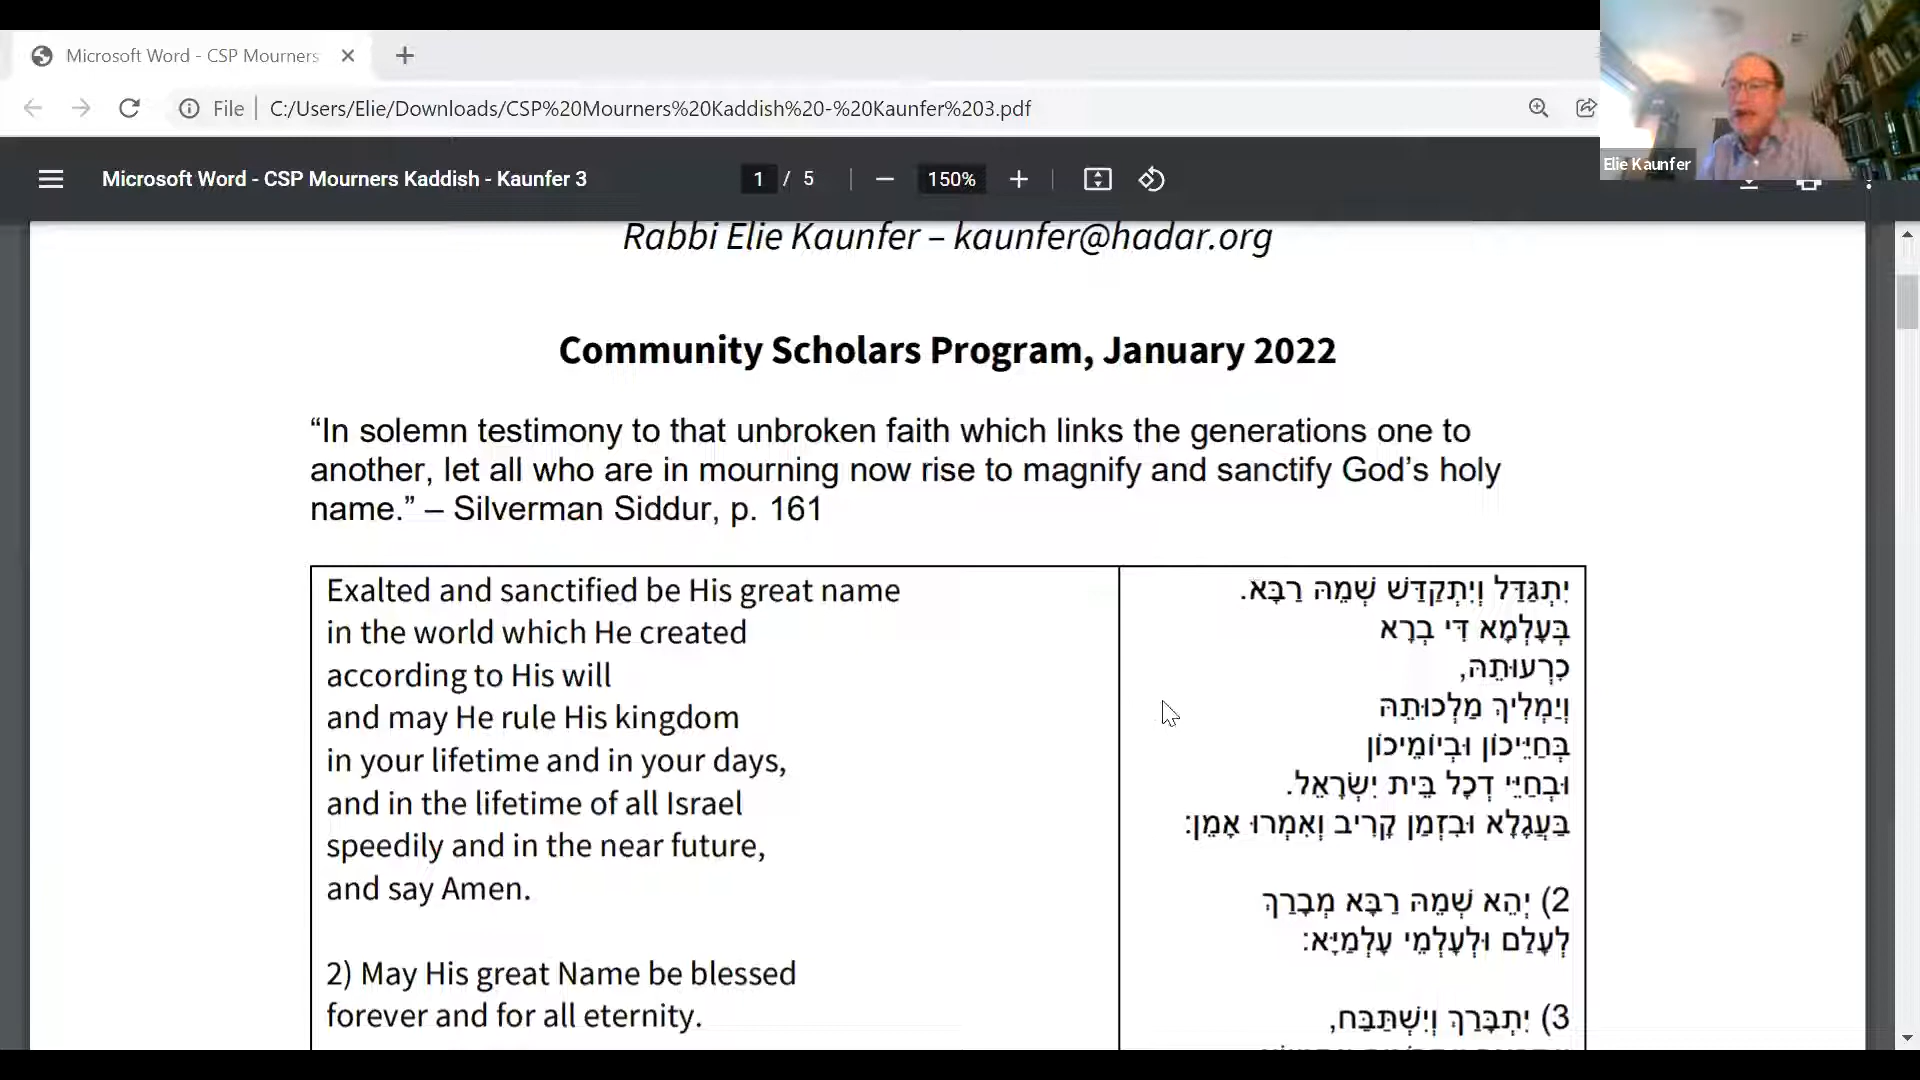 Microsoft Word - CSP Mourners
File
C:/Users/Elie/Downloads/CSP%20Mourners%20Kaddish%20-%20Kaunfer%203.pdf
Elie Kaunfer
Microsoft Word - CSP Mourners Kaddish - Kaunfer 3
1 / 5
150%
Rabbi Elie Kaunfer – kaunfer@hadar.org
Community Scholars Program, January 2022
“In solemn testimony to that unbroken faith which links the generations one to
another, let all who are in mourning now rise to magnify and sanctify God’s holy
name.” – Silverman Siddur, p. 161
Exalted and sanctified be His great name
in the world which He created
according to His will
and may He rule His kingdom
in your lifetime and in your days,
and in the lifetime of all Israel
speedily and in the near future,
and say Amen.
2) May His great Name be blessed
forever and for all eternity.
יִתְגַּדַּל וְיִתְקַדַּשׁ שְׁמֵהּ רַבָּא.
בְּעָלְמָא דִּי בְרָא
כִרְעוּתֵהּ,
וְיַמְלִיךְ מַלְכוּתֵהּ
בְּחַיֵּיכוֹן וּבְיוֹמֵיכוֹן
וּבְחַיֵּי דְכָל בֵּית יִשְׂרָאֵל.
בַּעֲגָלָא וּבִזְמַן קָרִיב וְאִמְרוּ אָמֵן:
2) יְהֵא שְׁמֵהּ רַבָּא מְבָרַךְ
לְעָלַם וּלְעָלְמֵי עָלְמַיָּא:
3) יִתְבָּרַךְ וְיִשְׁתַּבַּח,